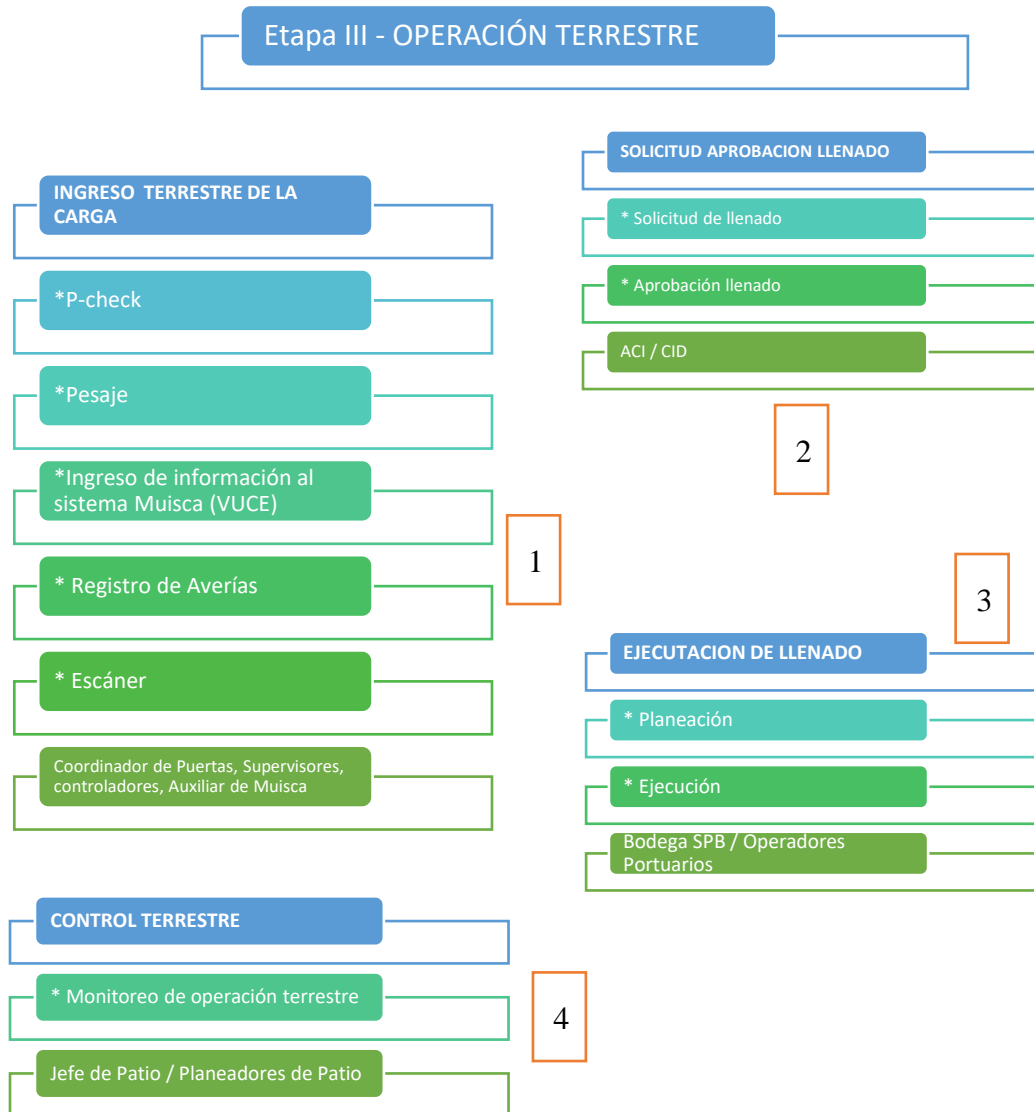 Etapa III - OPERACIÓN TERRESTRE
INGRESO TERRESTRE DE LA
CARGA
*P-check
*Pesaje
*Ingreso de información al
sistema Muisca (VUCE)
* Registro de Averías
* Escáner
Coordinador de Puertas, Supervisores,
controladores, Auxiliar de Muisca
1
SOLICITUD APROBACION LLENADO
* Solicitud de llenado
* Aprobación llenado
ACI / CID
2
3
EJECUTACION DE LLENADO
* Planeación
* Ejecución
Bodega SPB / Operadores
Portuarios
CONTROL TERRESTRE
* Monitoreo de operación terrestre
Jefe de Patio / Planeadores de Patio
4